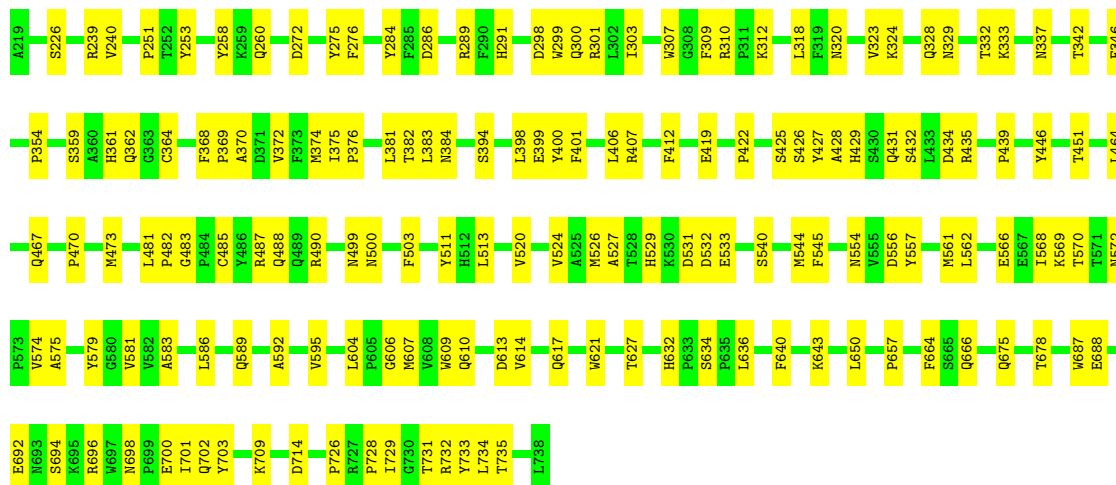 A219 S226 R239 V240 P251 T252 Y253 Y258 K259 Q260 D272 Y275 F276 Y284 F285 D286 R289 F290 H291 D298 W299 Q300 R301 L302 I303 W307 G308 F309 R310 P311 K312 L318 F319 N320 V323 K324 Q328 N329 T332 K333 N337 T342 E346
P354 S359 A360 H361 Q362 G363 C364 F368 P369 A370 D371 V372 F373 M374 I375 P376 L381 T382 L383 N384 S394 L398 E399 Y400 F401 L406 R407 F412 E419 P422 S425 S426 Y427 A428 H429 S430 Q431 S432 L433 D434 R435 P439 Y446 T451 L464
Q467 P470 M473 L481 P482 G483 P484 C485 Y486 R487 Q488 Q489 R490 N499 N500 F503 Y511 H512 L513 V520 V524 A525 M526 A527 T528 H529 K530 D531 D532 E533 S540 M544 F545 N554 V555 D556 Y557 M561 L562 E566 E567 I568 K569 T570 T571 N572
P573 V574 A575 Y579 G580 V581 V582 A583 L586 Q589 A592 V595 L604 P605 G606 M607 V608 W609 Q610 D613 V614 Q617 W621 T627 H632 P633 S634 P635 L636 F640 K643 L650 P657 F664 S665 Q666 Q675 T678 W687 E688
E692 N693 S694 K695 R696 W697 N698 P699 E700 I701 Q702 Y703 K709 D714 P726 R727 P728 I729 G730 T731 R732 Y733 L734 T735 L738